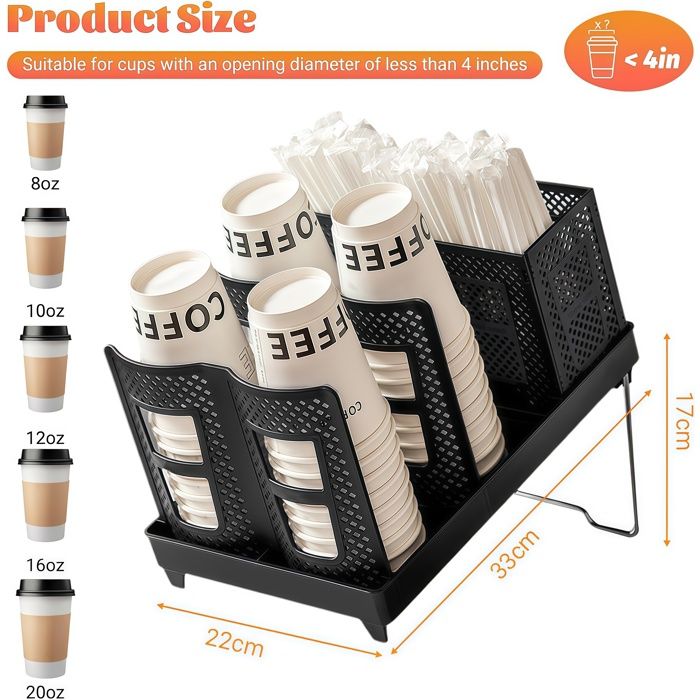 Product Size
Suitable for cups with an opening diameter of less than 4 inches
x ?
< 4in
8oz
10oz
12oz
16oz
20oz
COFFEE
COFFEE
COFFEE
COFFEE
COF
17cm
33cm
22cm